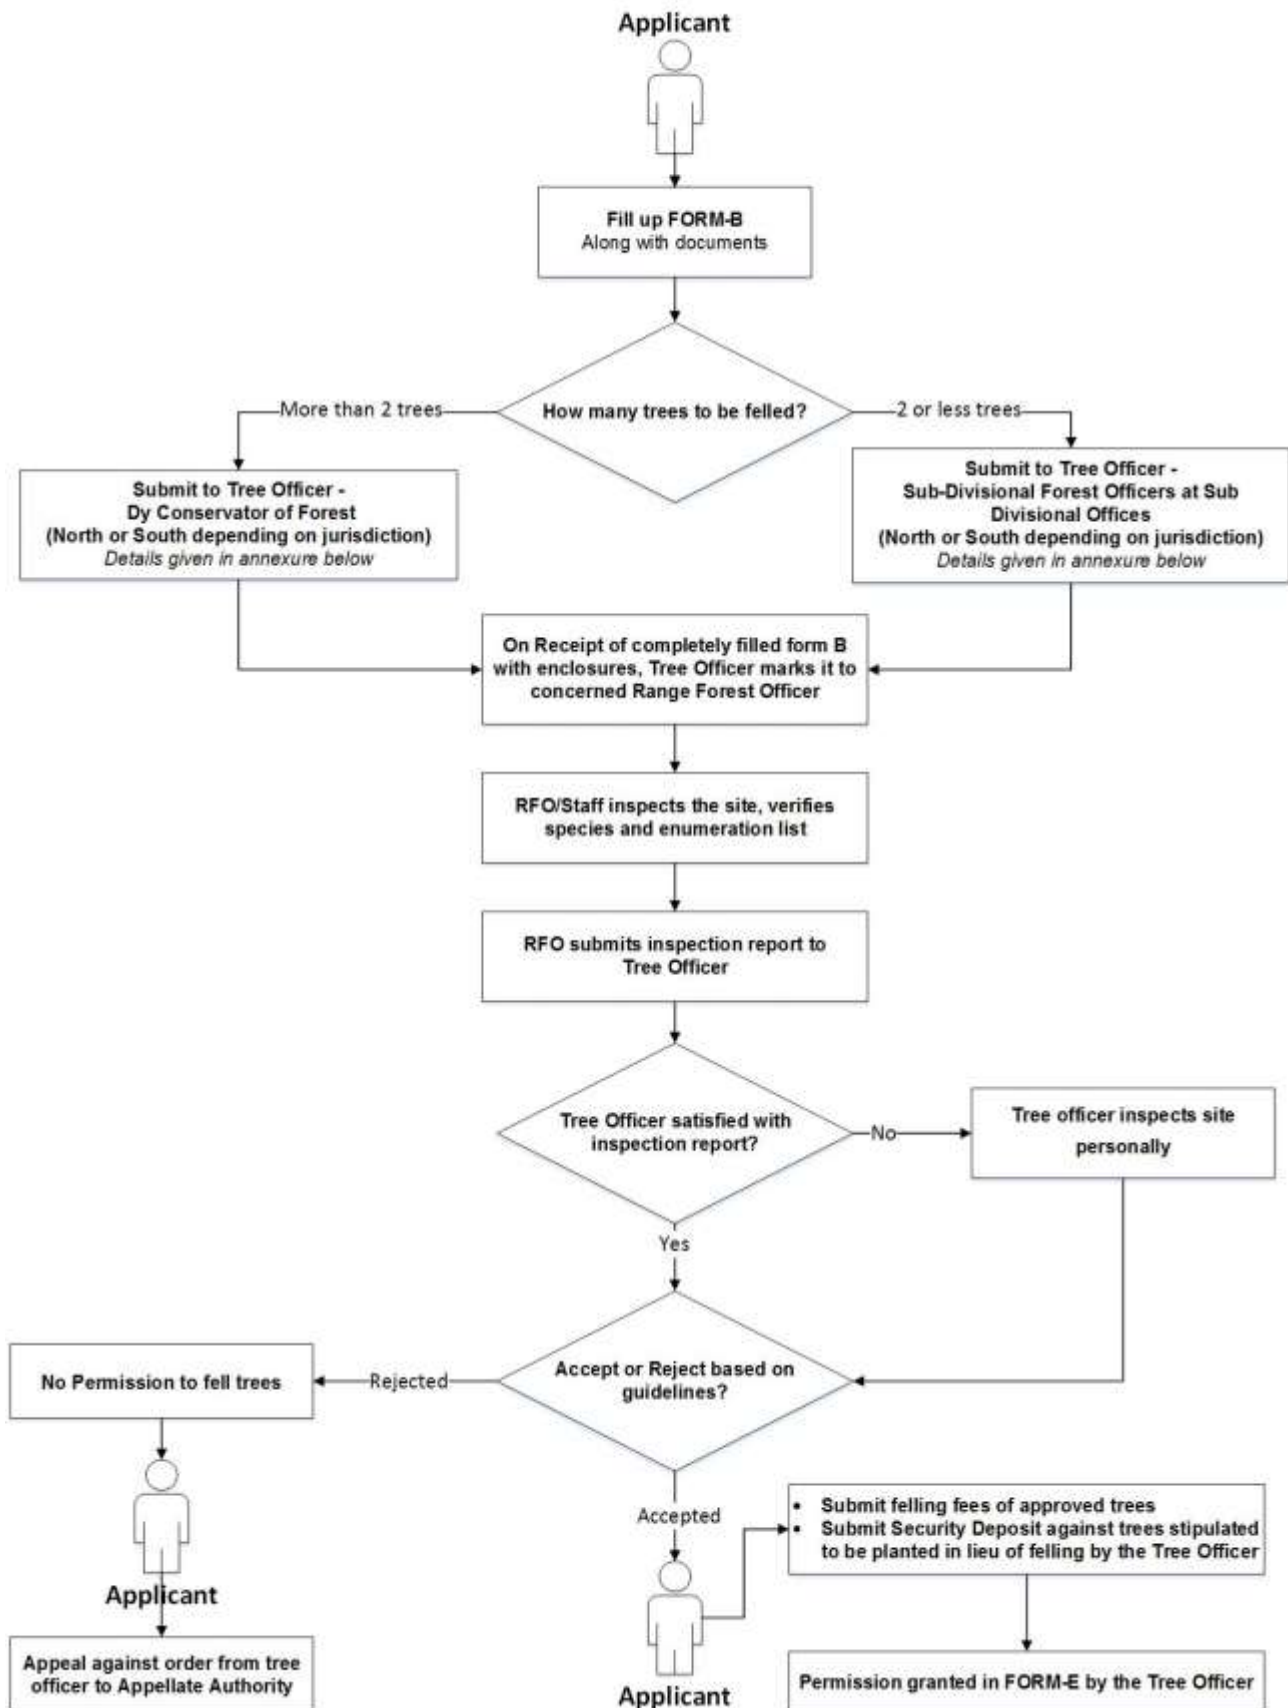 Applicant
Fill up FORM-B
Along with documents
How many trees to be felled?
More than 2 trees
2 or less trees
Submit to Tree Officer -
Dy Conservator of Forest
(North or South depending on jurisdiction)
Details given in annexure below
Submit to Tree Officer -
Sub-Divisional Forest Officers at Sub
Divisional Offices
(North or South depending on jurisdiction)
Details given in annexure below
On Receipt of completely filled form B
with enclosures, Tree Officer marks it to
concerned Range Forest Officer
RFO/Staff inspects the site, verifies
species and enumeration list
RFO submits inspection report to
Tree Officer
Tree Officer satisfied with
inspection report?
No
Tree officer inspects site
personally
Yes
Accept or Reject based on
guidelines?
Rejected
No Permission to fell trees
Applicant
Appeal against order from tree
officer to Appellate Authority
Accepted
Applicant
• Submit felling fees of approved trees
• Submit Security Deposit against trees stipulated
to be planted in lieu of felling by the Tree Officer
Permission granted in FORM-E by the Tree Officer